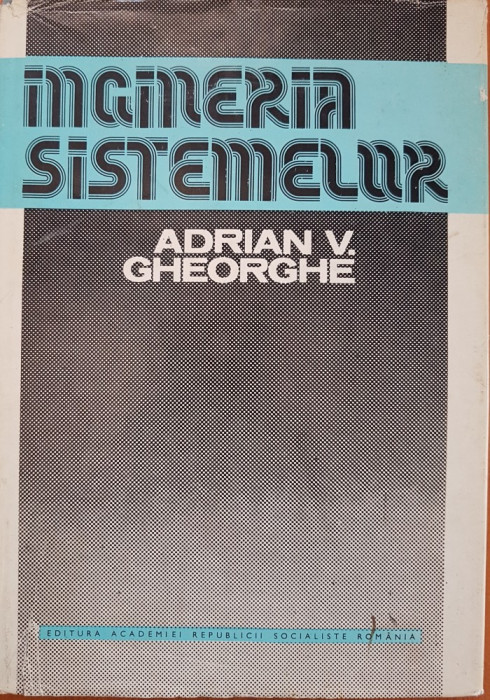 ingineria
sistemelor
ADRIAN V.
GHEORGHE
EDITURA ACADEMIEI REPUBLICII SOCIALISTE ROMÂNIA